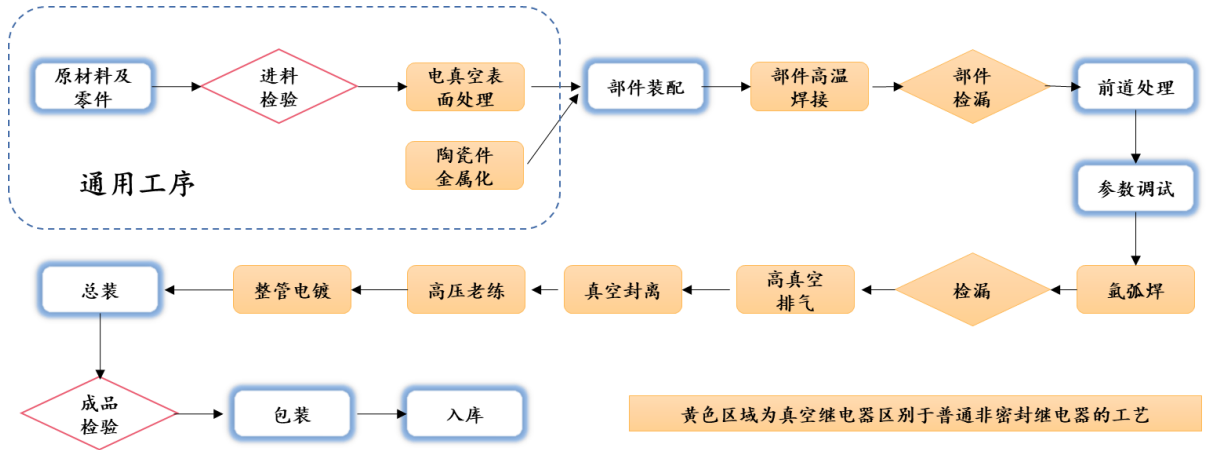 原材料及
零件
进料
检验
电真空表
面处理
陶瓷件
金属化
通用工序
部件装配
部件高温
焊接
部件
检漏
前道处理
参数调试
氩弧焊
检漏
高真空
排气
真空封离
高压老练
整管电镀
总装
成品
检验
包装
入库
黄色区域为真空继电器区别于普通非密封继电器的工艺